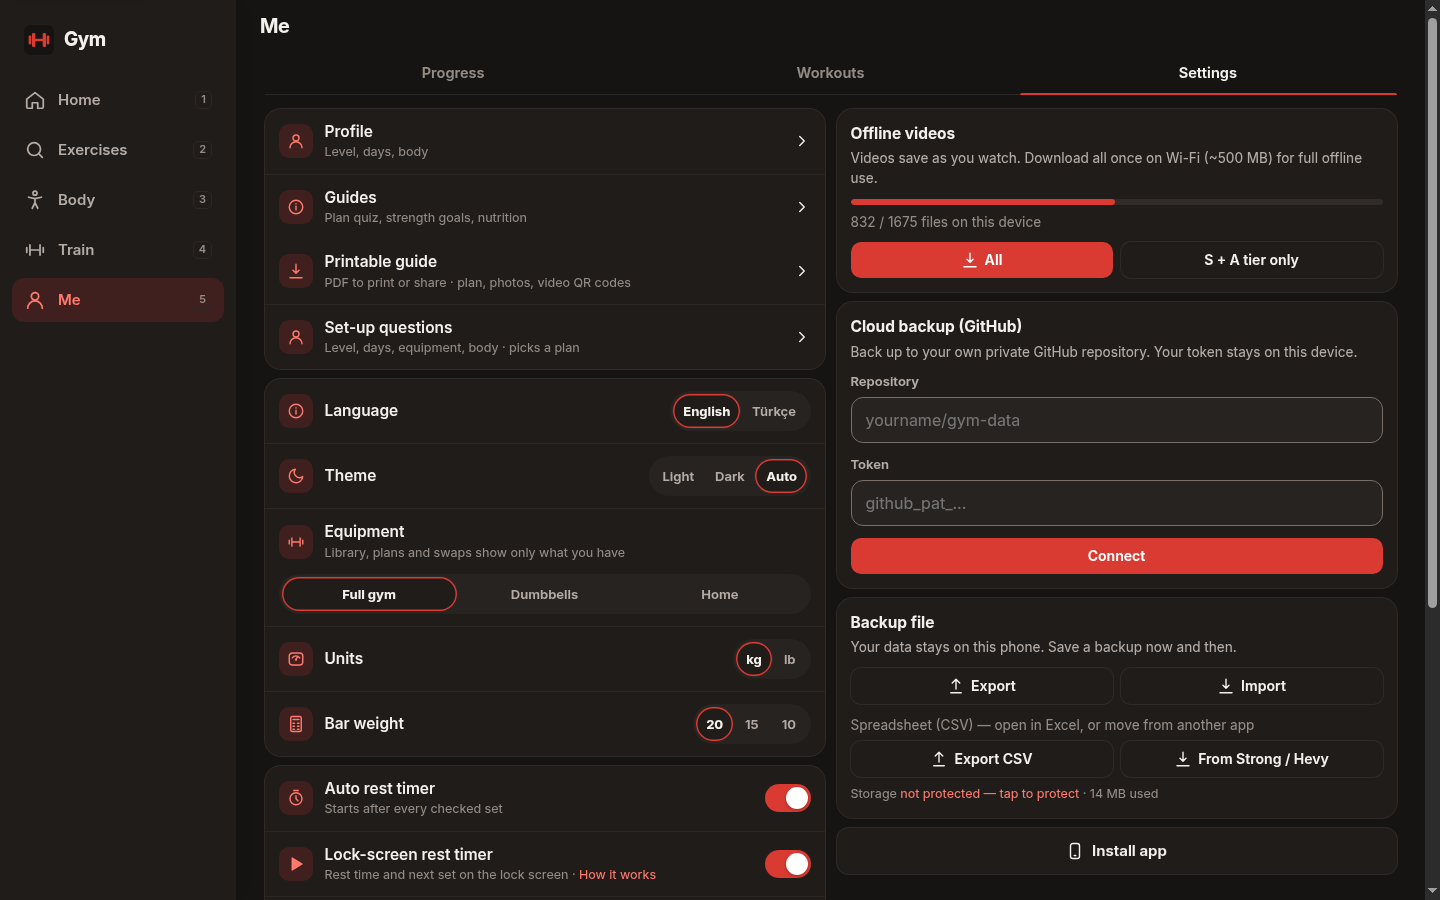 Gym
Home 1
Exercises 2
Body 3
Train 4
Me 5
Me
Progress
Workouts
Settings
Profile
Level, days, body
Guides
Plan quiz, strength goals, nutrition
Printable guide
PDF to print or share · plan, photos, video QR codes
Set-up questions
Level, days, equipment, body · picks a plan
Language
English Türkçe
Theme
Light Dark Auto
Equipment
Library, plans and swaps show only what you have
Full gym Dumbbells Home
Units
kg lb
Bar weight
20 15 10
Auto rest timer
Starts after every checked set
Lock-screen rest timer
Rest time and next set on the lock screen · How it works
Offline videos
Videos save as you watch. Download all once on Wi-Fi (~500 MB) for full offline
use.
832 / 1675 files on this device
All
S + A tier only
Cloud backup (GitHub)
Back up to your own private GitHub repository. Your token stays on this device.
Repository
yourname/gym-data
Token
github_pat_...
Connect
Backup file
Your data stays on this phone. Save a backup now and then.
Export
Import
Spreadsheet (CSV) — open in Excel, or move from another app
Export CSV
From Strong / Hevy
Storage not protected — tap to protect · 14 MB used
Install app